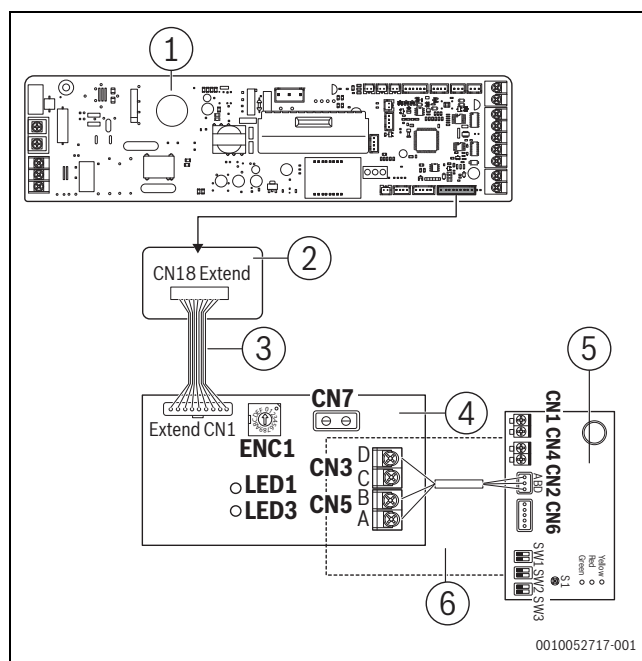 1
2
CN18 Extend
3
5
CN7
4
Extend CN1
ENC1
D
CN3
C
LED1
B
CN5
LED3
A
CN1
CN4
CN2
CN6
ABD
SW1
SW2
SW3
S1
Yellow
Red
Green
6
0010052717-001